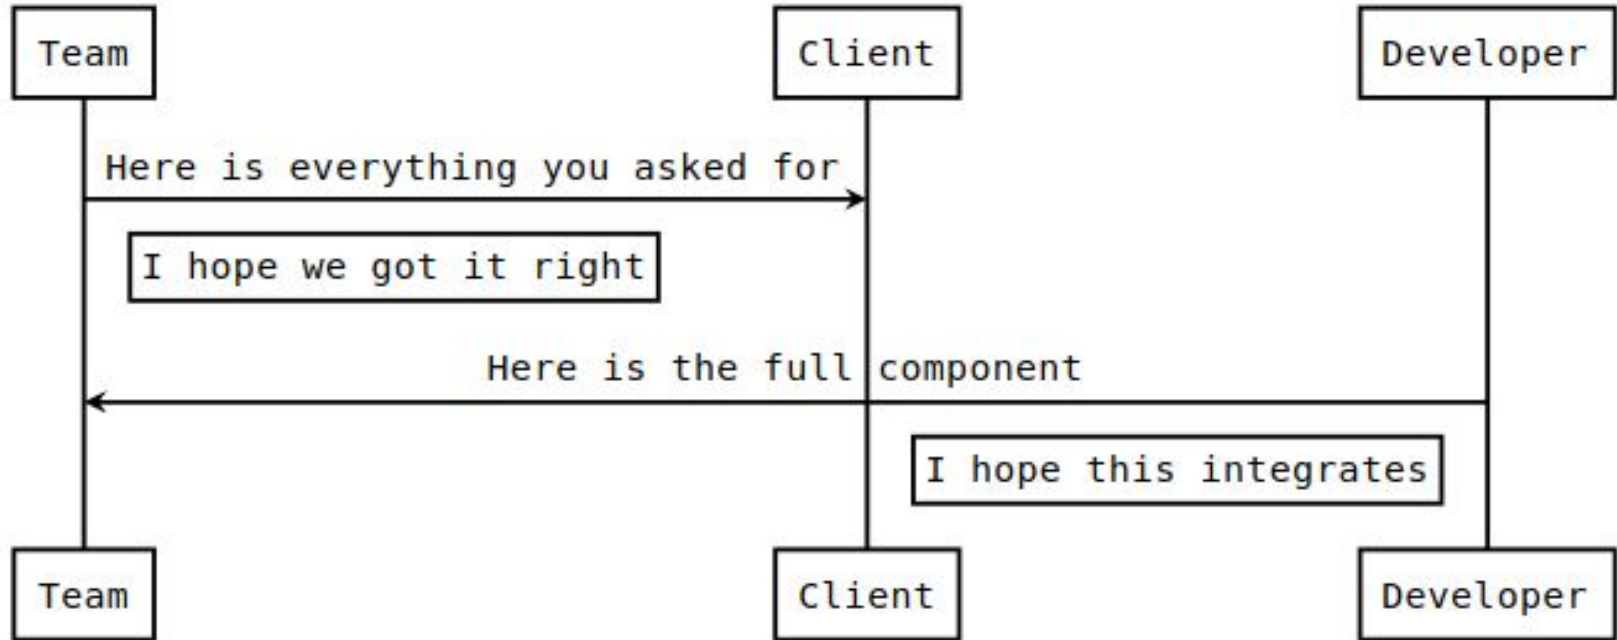 Team
Client
Developer
Here is everything you asked for
I hope we got it right
Here is the full component
I hope this integrates
Team
Client
Developer